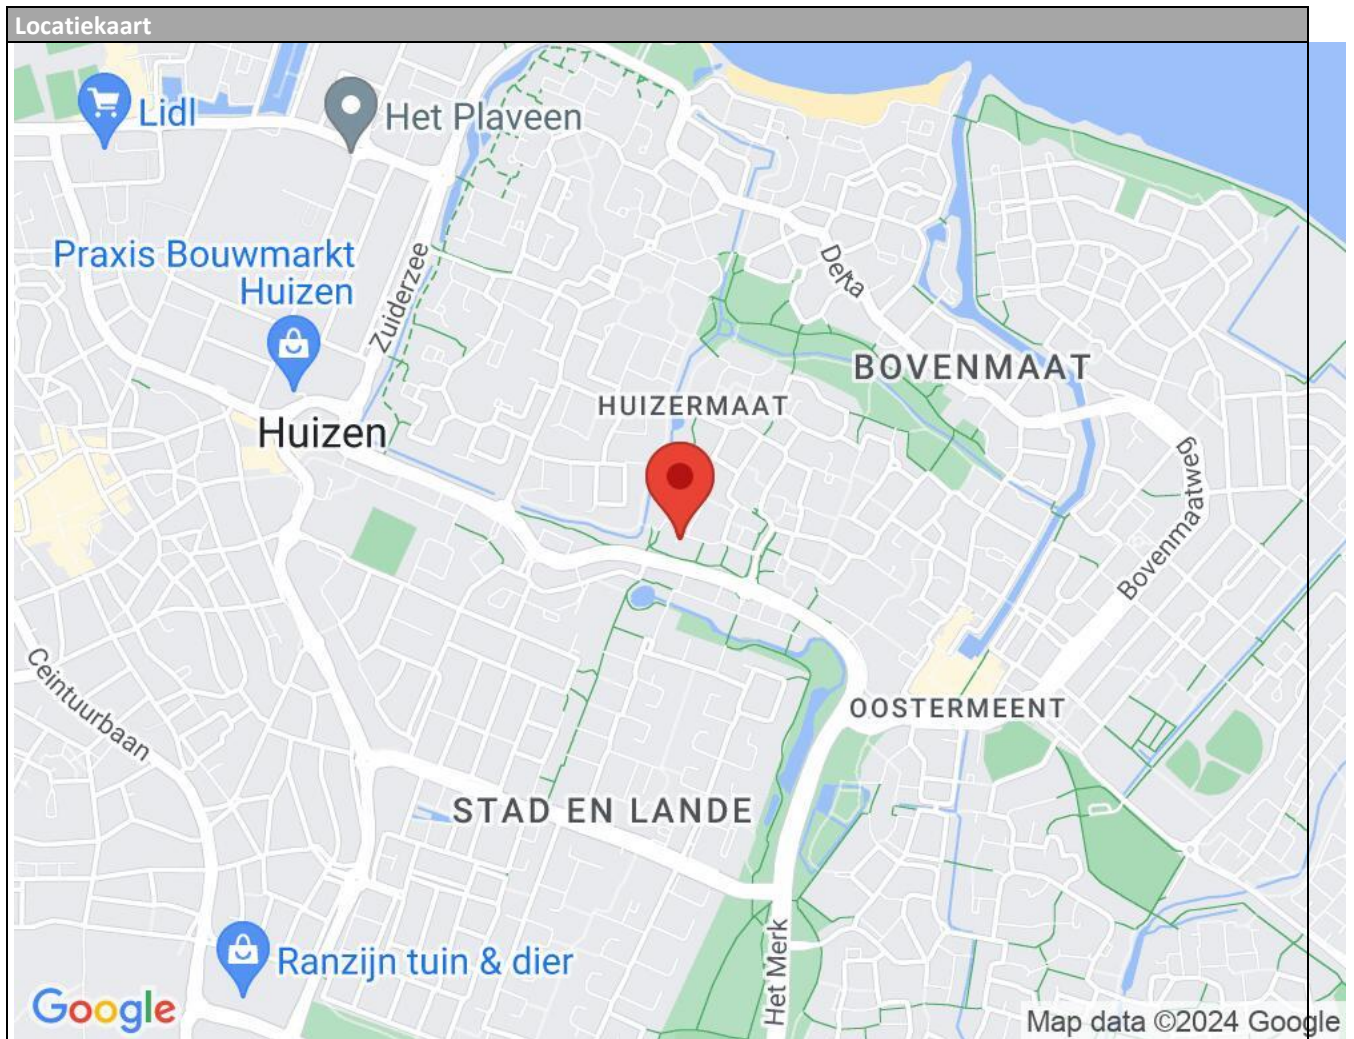 Locatiekaart
Lidl
Het Plaveen
Praxis Bouwmarkt
Huizen
Zuiderzee
Delta
BOVENMAAT
HUIZERMAAT
Huizen
Bovenmaatweg
Ceintuurbaan
OOSTERMEENT
STAD EN LANDE
Het Merk
Ranzijn tuin & dier
Google
Map data ©2024 Google